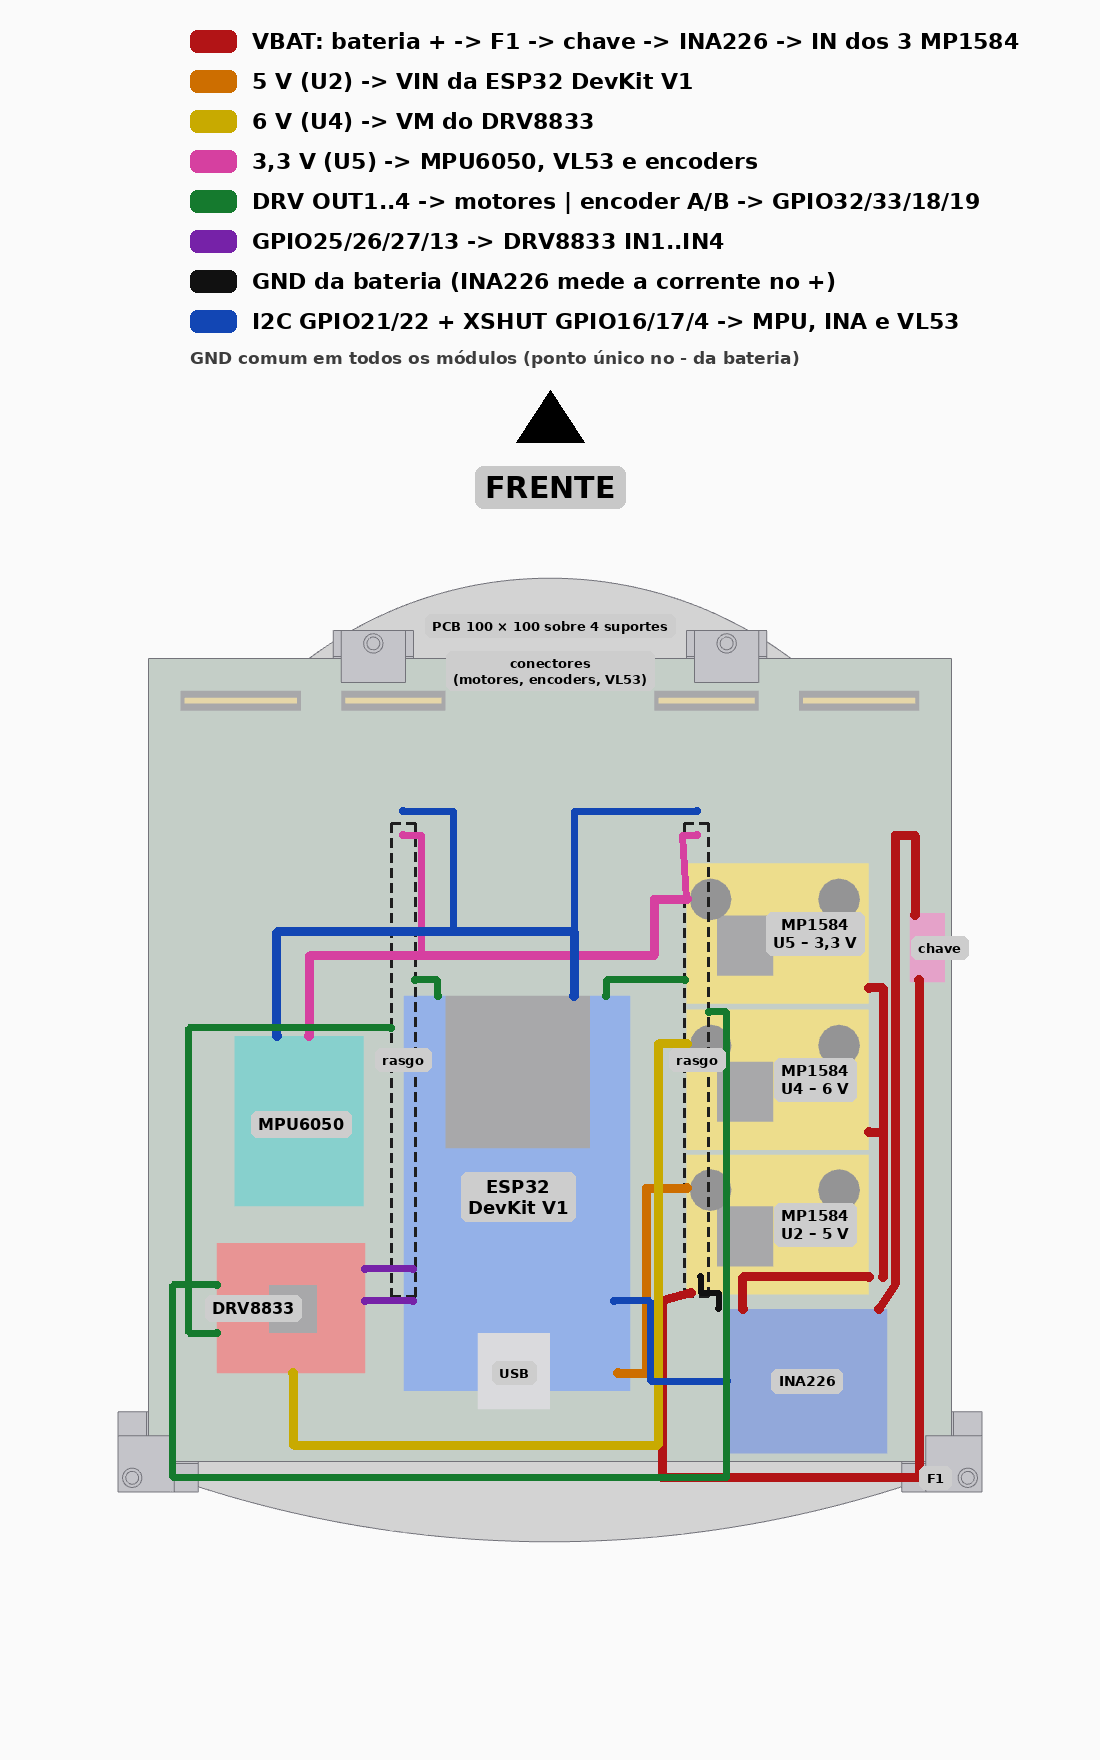 VBAT: bateria + -> F1 -> chave -> INA226 -> IN dos 3 MP1584
5 V (U2) -> VIN da ESP32 DevKit V1
6 V (U4) -> VM do DRV8833
3,3 V (U5) -> MPU6050, VL53 e encoders
DRV OUT1..4 -> motores | encoder A/B -> GPIO32/33/18/19
GPIO25/26/27/13 -> DRV8833 IN1..IN4
GND da bateria (INA226 mede a corrente no +)
I2C GPIO21/22 + XSHUT GPIO16/17/4 -> MPU, INA e VL53
GND comum em todos os módulos (ponto único no - da bateria)
FRENTE
PCB 100 × 100 sobre 4 suportes
conectores
(motores, encoders, VL53)
MP1584
U5 – 3,3 V
chave
rasgo
rasgo
MP1584
U4 – 6 V
MPU6050
ESP32
DevKit V1
MP1584
U2 – 5 V
DRV8833
USB
INA226
F1